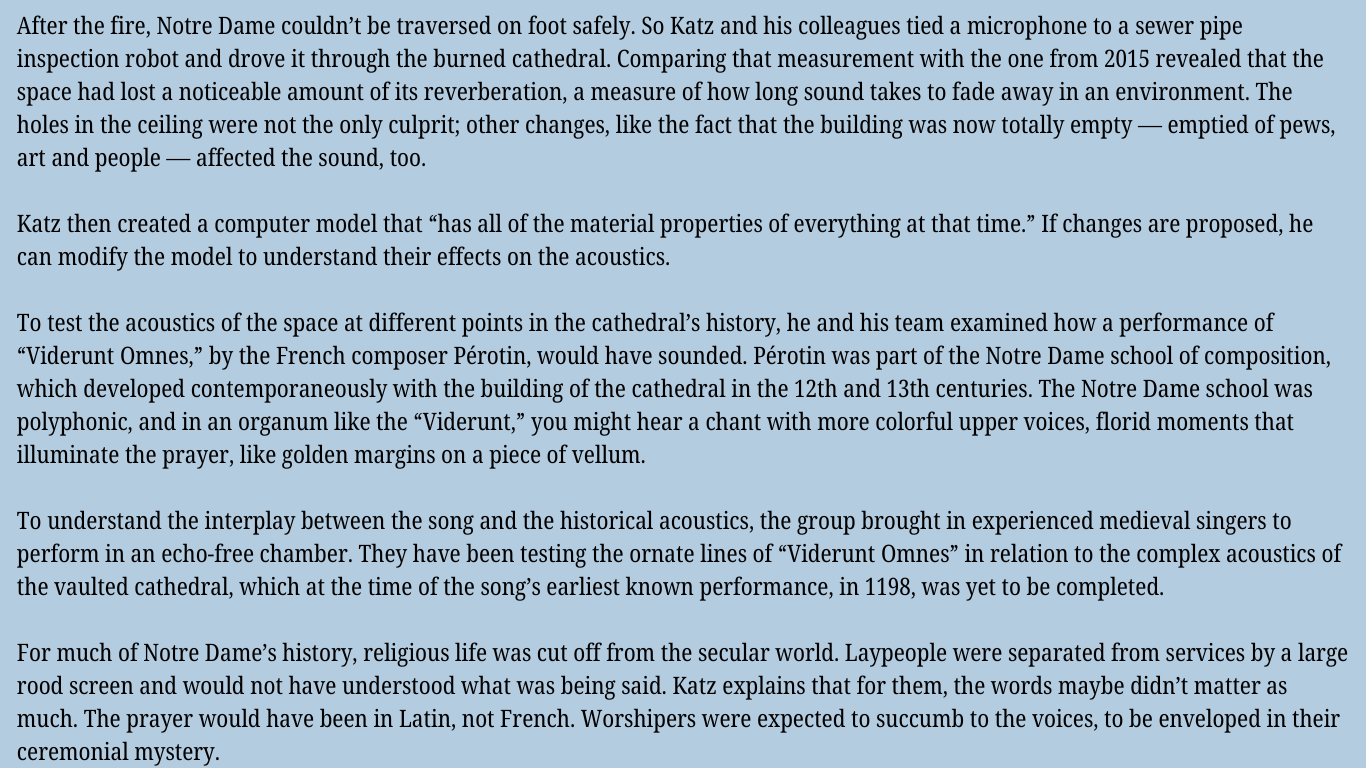 After the fire, Notre Dame couldn’t be traversed on foot safely. So Katz and his colleagues tied a microphone to a sewer pipe
inspection robot and drove it through the burned cathedral. Comparing that measurement with the one from 2015 revealed that the
space had lost a noticeable amount of its reverberation, a measure of how long sound takes to fade away in an environment. The
holes in the ceiling were not the only culprit; other changes, like the fact that the building was now totally empty — emptied of pews,
art and people — affected the sound, too.
Katz then created a computer model that “has all of the material properties of everything at that time.” If changes are proposed, he
can modify the model to understand their effects on the acoustics.
To test the acoustics of the space at different points in the cathedral’s history, he and his team examined how a performance of
“Viderunt Omnes,” by the French composer Pérotin, would have sounded. Pérotin was part of the Notre Dame school of composition,
which developed contemporaneously with the building of the cathedral in the 12th and 13th centuries. The Notre Dame school was
polyphonic, and in an organum like the “Viderunt,” you might hear a chant with more colorful upper voices, florid moments that
illuminate the prayer, like golden margins on a piece of vellum.
To understand the interplay between the song and the historical acoustics, the group brought in experienced medieval singers to
perform in an echo-free chamber. They have been testing the ornate lines of “Viderunt Omnes” in relation to the complex acoustics of
the vaulted cathedral, which at the time of the song’s earliest known performance, in 1198, was yet to be completed.
For much of Notre Dame’s history, religious life was cut off from the secular world. Laypeople were separated from services by a large
rood screen and would not have understood what was being said. Katz explains that for them, the words maybe didn’t matter as
much. The prayer would have been in Latin, not French. Worshipers were expected to succumb to the voices, to be enveloped in their
ceremonial mystery.